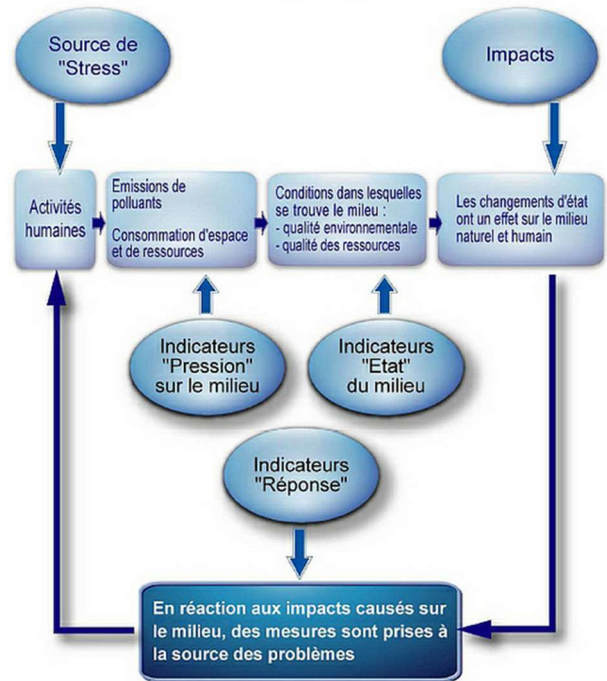 Source de
"Stress"
Impacts
Activités
humaines
Emissions de
polluants
Consommation d'espace
et de ressources
Conditions dans lesquelles
se trouve le mileu :
- qualité environnementale
- qualité des ressources
Les changements d'état
ont un effet sur le milieu
naturel et humain
Indicateurs
"Pression"
sur le milieu
Indicateurs
"Etat"
du milieu
Indicateurs
"Réponse"
En réaction aux impacts causés sur
le milieu, des mesures sont prises à
la source des problèmes